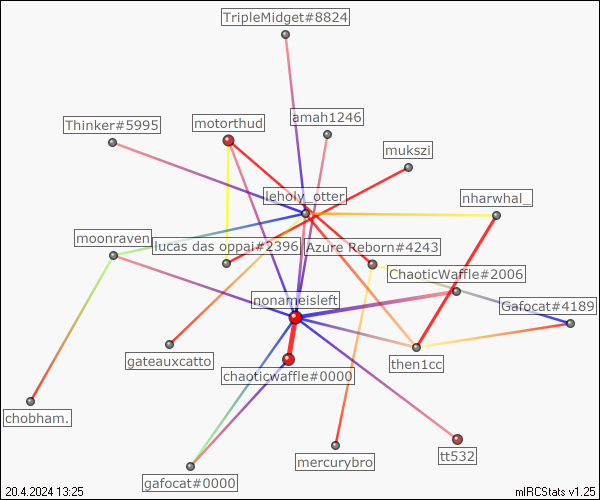 TripleMidget#8824
amah1246
Thinker#5995
motorthud
mukszi
leholy_otter
nharwhal_
moonraven
lucas das oppai#2396
Azure Reborn#4243
ChaoticWaffle#2006
nonameisleft
Gafocat#4189
gateauxcatto
then1cc
chaoticwaffle#0000
chobham.
tt532
mercurybro
gafocat#0000
20.4.2024 13:25
mIRCStats v1.25